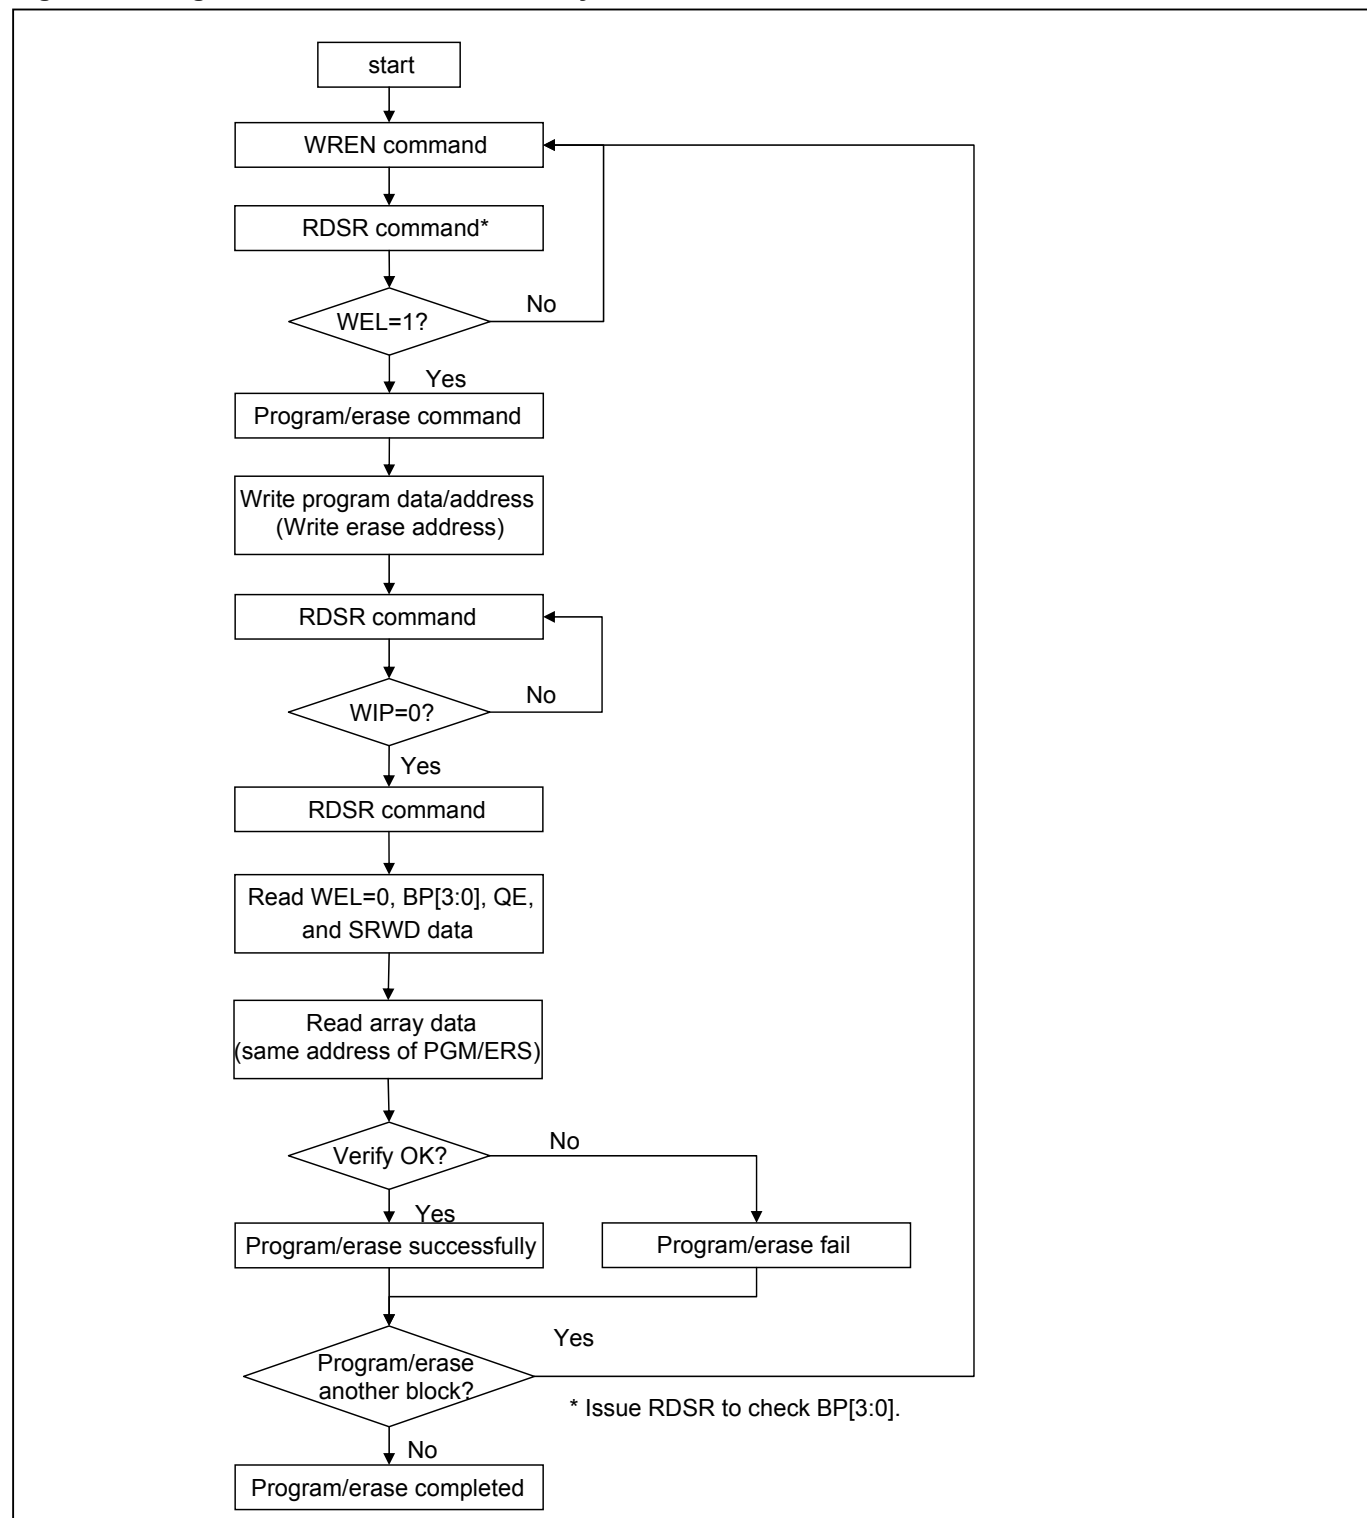 start
WREN command
RDSR command*
WEL=1?
No
Yes
Program/erase command
Write program data/address
(Write erase address)
RDSR command
WIP=0?
No
Yes
RDSR command
Read WEL=0, BP[3:0], QE,
and SRWD data
Read array data
(same address of PGM/ERS)
Verify OK?
No
Yes
Program/erase successfully
Program/erase fail
Yes
Program/erase
another block?
* Issue RDSR to check BP[3:0].
No
Program/erase completed